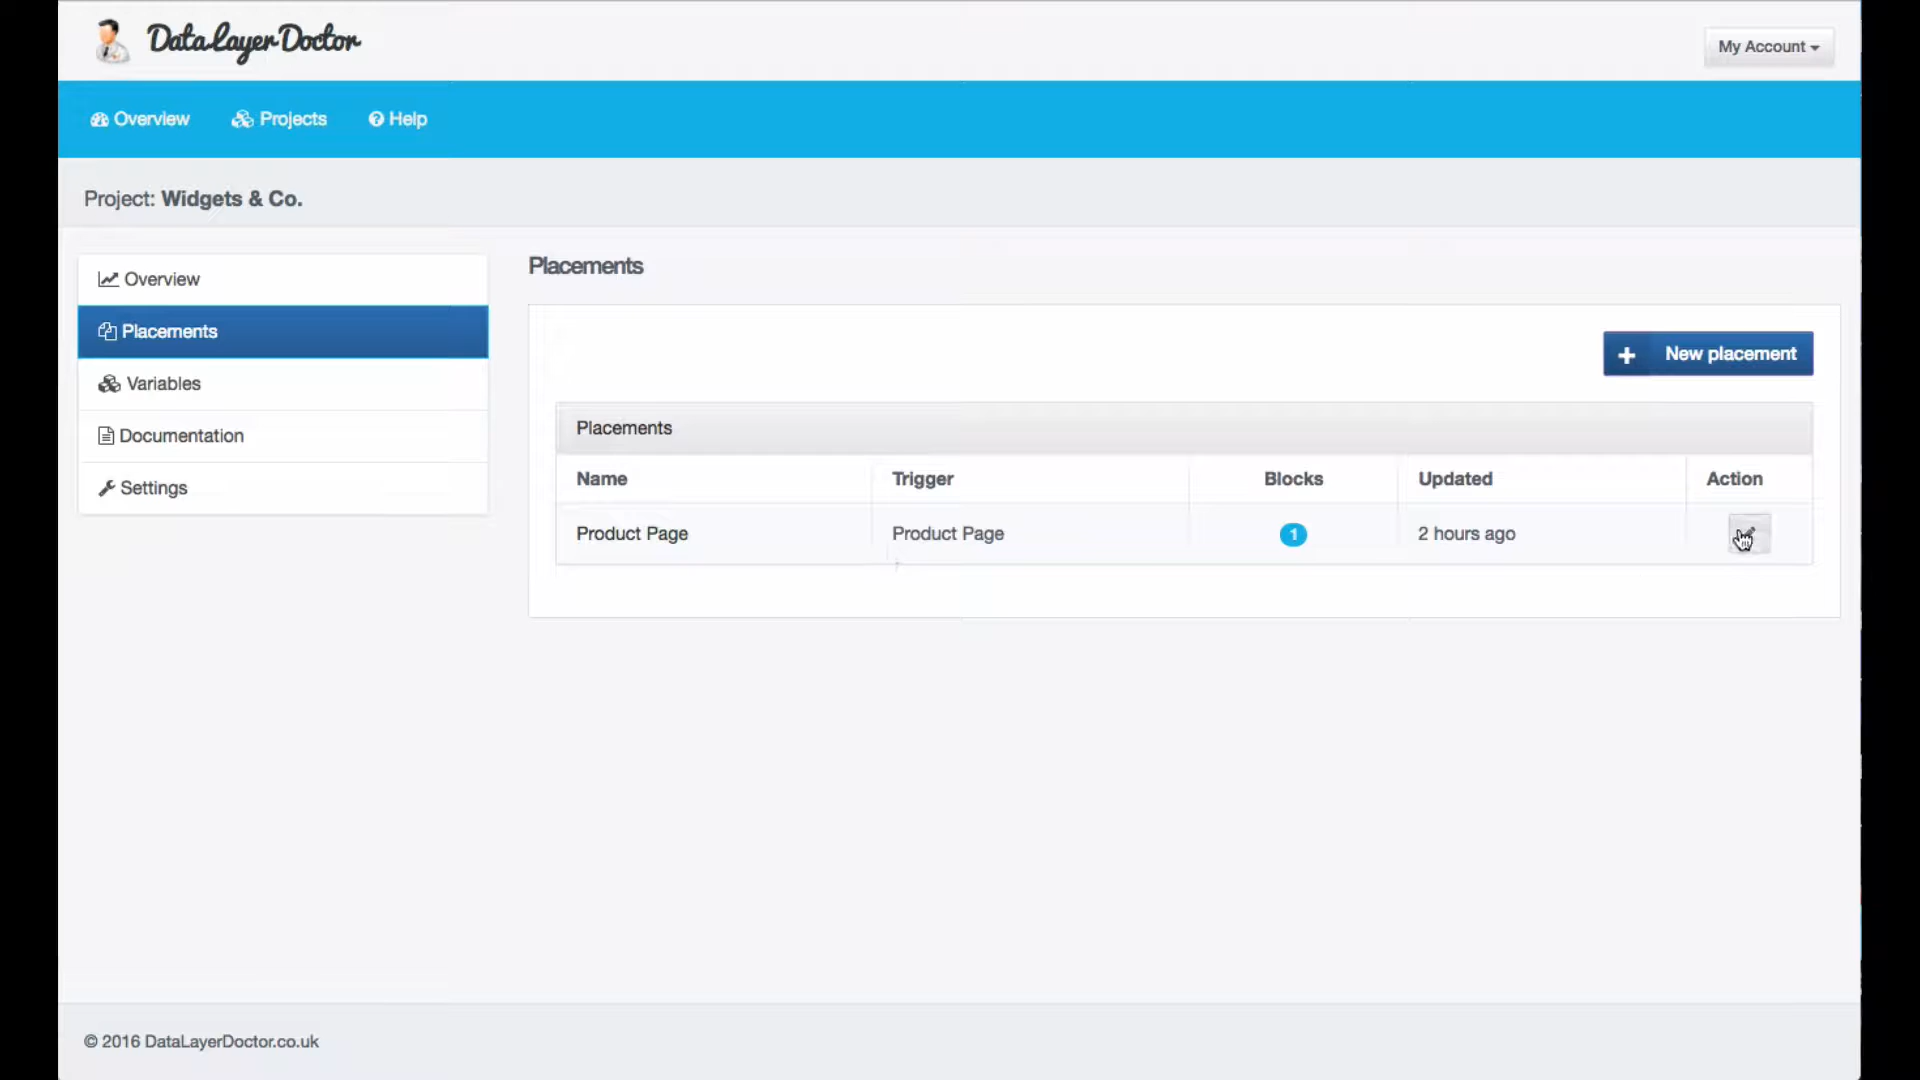 DataLayerDoctor
My Account
Overview Projects Help
Project: Widgets & Co.
Overview
Placements
Variables
Documentation
Settings
Placements
New placement
Placements
Name Trigger Blocks Updated Action
Product Page Product Page 1 2 hours ago
© 2016 DataLayerDoctor.co.uk